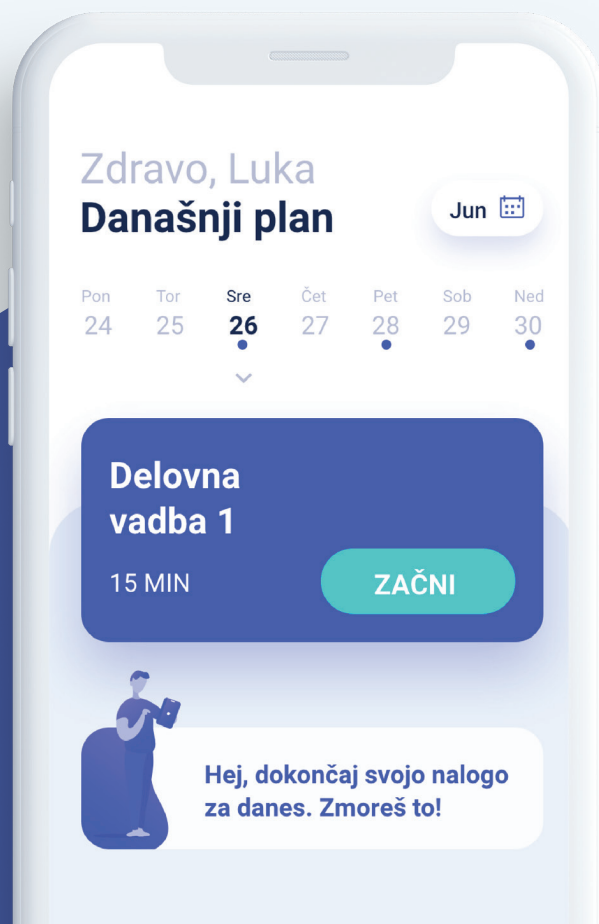 Zdravo, Luka
Današnji plan
Jun
Pon Tor Sre Čet Pet Sob Ned
24 25 26 27 28 29 30
Delovna
vadba 1
15 MIN
ZAČNI
Hej, dokončaj svojo nalogo
za danes. Zmoreš to!